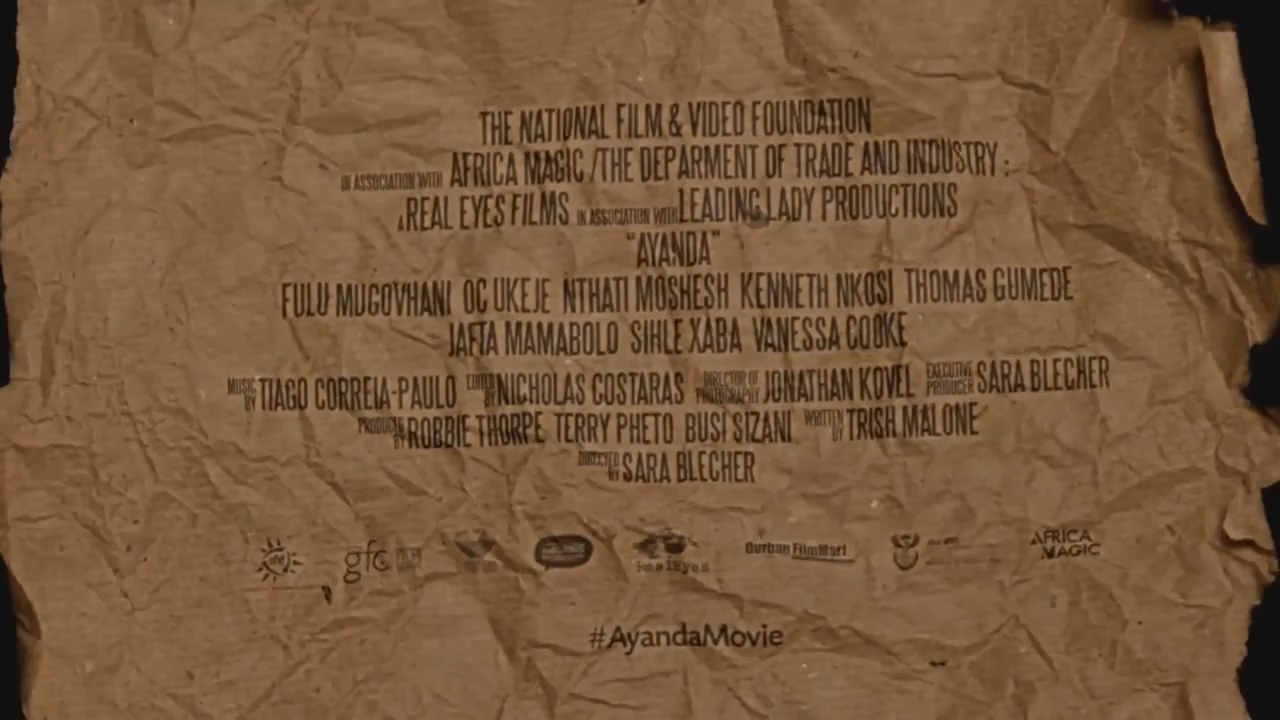 THE NATIONAL FILM & VIDEO FOUNDATION
IN ASSOCIATION WITH AFRICA MAGIC /THE DEPARMENT OF TRADE AND INDUSTRY :
A REAL EYES FILMS IN ASSOCIATION WITH LEADING LADY PRODUCTIONS
"AYANDA"
FULU MUGOVHANI OC UKEJE NTHATI MOSHESH KENNETH NKOSI THOMAS GUMEDE
JAFTA MAMABOLO SIHLE XABA VANESSA COOKE
MUSIC BY TIAGO CORREIA-PAULO EDITED BY NICHOLAS COSTARAS DIRECTOR OF PHOTOGRAPHY JONATHAN KOVEL EXECUTIVE PRODUCER SARA BLECHER
PRODUCED BY ROBBIE THORPE TERRY PHETO BUSI SIZANI WRITTEN BY TRISH MALONE
DIRECTED BY SARA BLECHER
gfc RealEyes Durban FilmMart AFRICA MAGIC
#AyandaMovie